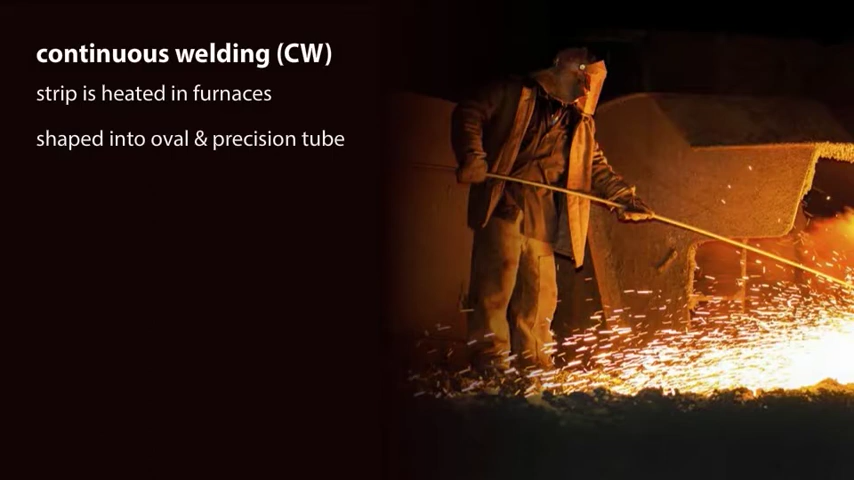 continuous welding (CW)
strip is heated in furnaces
shaped into oval & precision tube